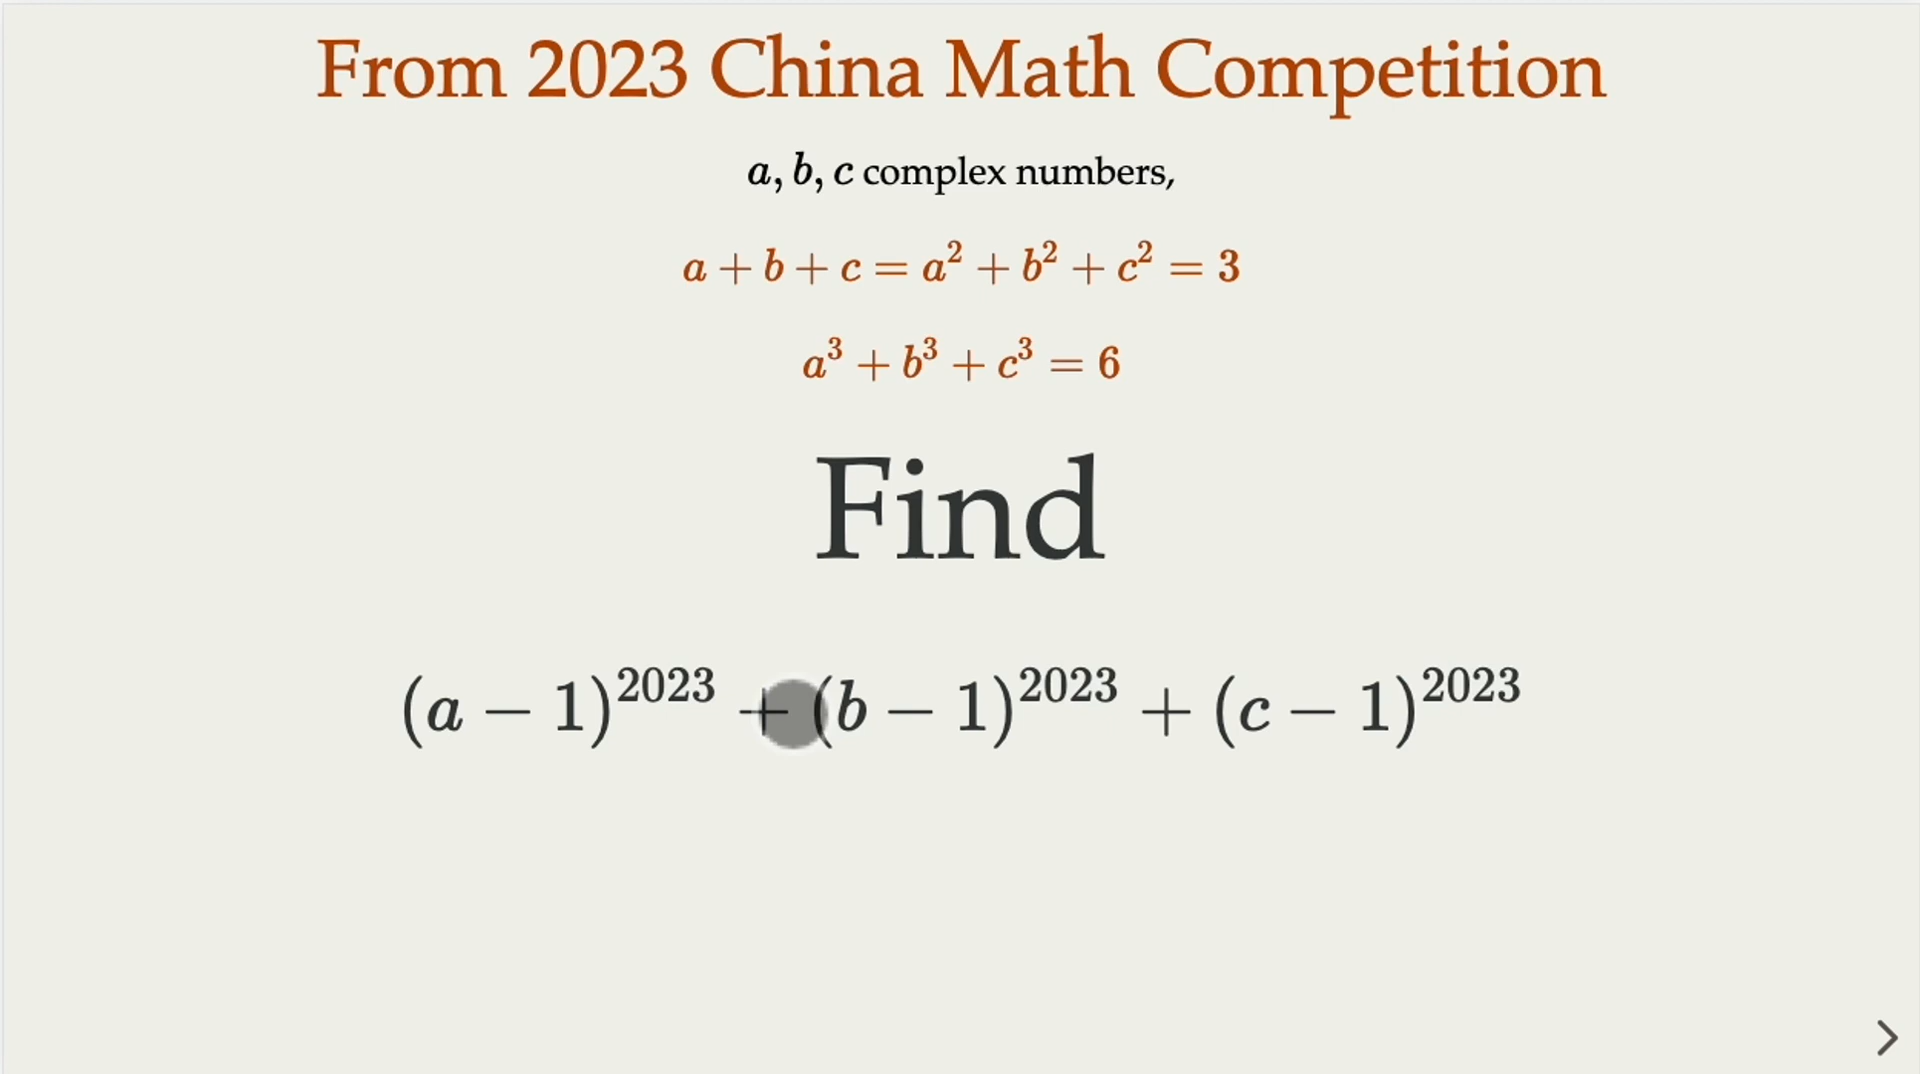 From 2023 China Math Competition
a, b, c complex numbers,
a + b + c = a² + b² + c² = 3
a³ + b³ + c³ = 6
Find
(a − 1)²⁰²³ + (b − 1)²⁰²³ + (c − 1)²⁰²³